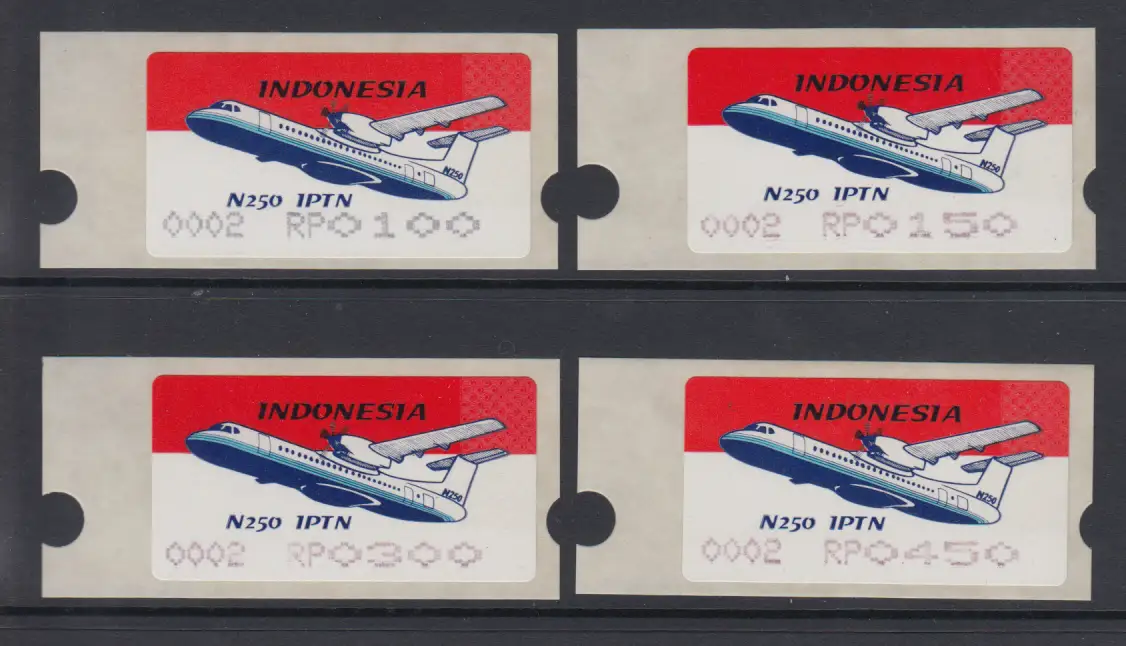 INDONESIA
N250
N250 IPTN
0002 RP0100
INDONESIA
N250
N250 IPTN
0002 RP0150
INDONESIA
N250
N250 IPTN
0002 RP0300
INDONESIA
N250
N250 IPTN
0002 RP0450